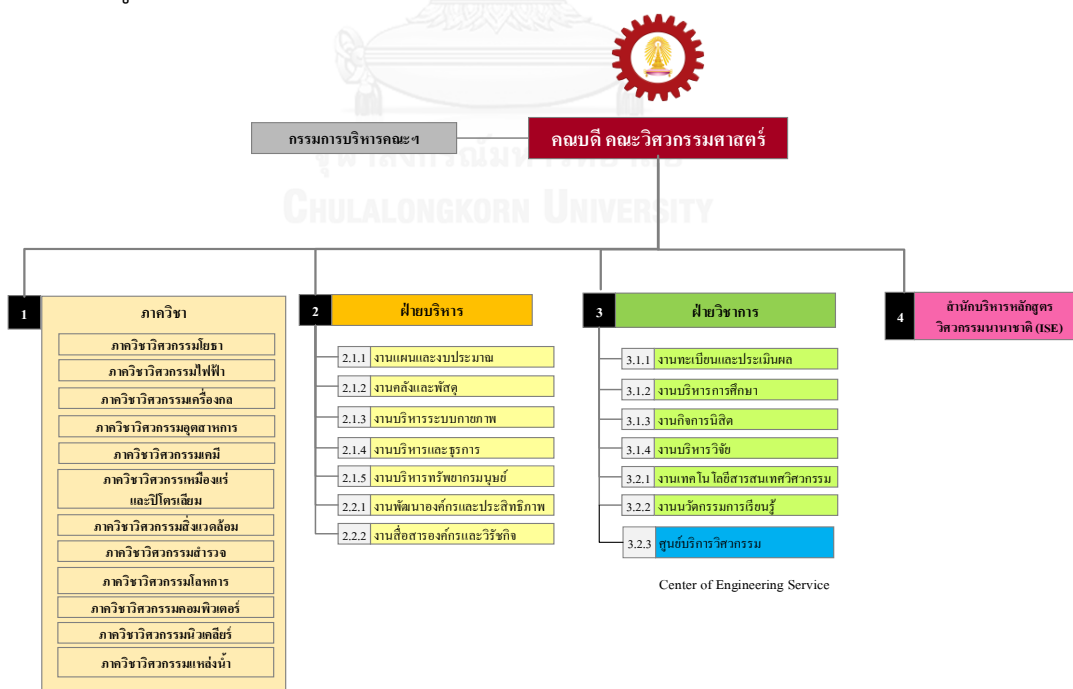 กรรมการบริหารคณะฯ
คณบดี คณะวิศวกรรมศาสตร์
จุฬาลงกรณ์มหาวิทยาลัย
CHULALONGKORN UNIVERSITY
1
ภาควิชา
ภาควิชาวิศวกรรมโยธา
ภาควิชาวิศวกรรมไฟฟ้า
ภาควิชาวิศวกรรมเครื่องกล
ภาควิชาวิศวกรรมอุตสาหการ
ภาควิชาวิศวกรรมเคมี
ภาควิชาวิศวกรรเหมืองแร่
และปิโตรเลียม
ภาควิชาวิศวกรรมสิ่งแวดล้อม
ภาควิชาวิศวกรรมสำรวจ
ภาควิชาวิศวกรรมโลหการ
ภาควิชาวิศวกรรมคอมพิวเตอร์
ภาควิชาวิศวกรรมนิวเคลียร์
ภาควิชาวิศวกรรมแหล่งน้ำ
2 ฝ่ายบริหาร
2.1.1 งานแผนและงบประมาณ
2.1.2 งานคลังและพัสดุ
2.1.3 งานบริหารระบบกายภาพ
2.1.4 งานบริหารและธุรการ
2.1.5 งานบริหารทรัพยากรมนุษย์
2.2.1 งานพัฒนาองค์กรและประสิทธิภาพ
2.2.2 งานสื่อสารองค์กรและวิรัชกิจ
3 ฝ่ายวิชาการ
3.1.1 งานทะเบียนและประเมินผล
3.1.2 งานบริหารการศึกษา
3.1.3 งานกิจการนิสิต
3.1.4 งานบริหารวิจัย
3.2.1 งานเทคโนโลยีสารสนเทศวิศวกรรม
3.2.2 งานนวัตกรรมการเรียนรู้
3.2.3 ศูนย์บริการวิศวกรรม
Center of Engineering Service
4
สำนักบริหารหลักสูตร
วิศวกรรมนานาชาติ (ISE)